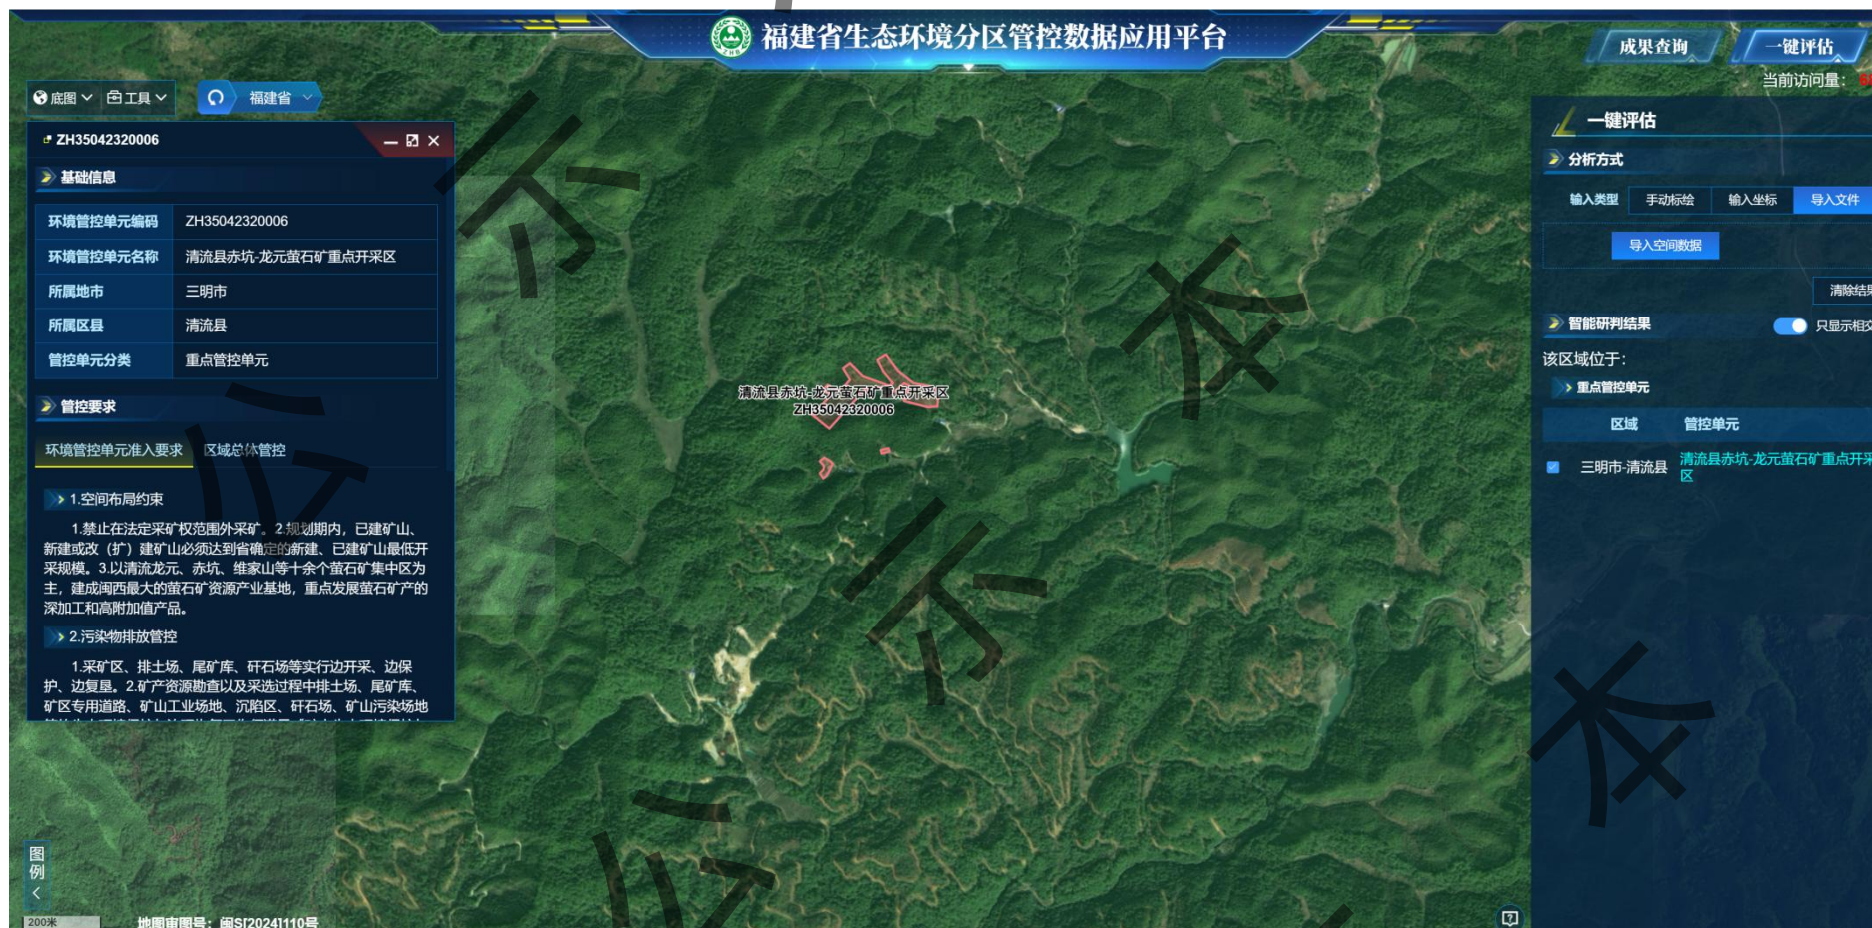 福建省生态环境分区管控数据应用平台
成果查询
一键评估
当前访问量：
底图
工具
福建省
ZH35042320006
基础信息
环境管控单元编码 ZH35042320006
环境管控单元名称 清流县赤坑-龙元萤石矿重点开采区
所属地市 三明市
所属区县 清流县
管控单元分类 重点管控单元
管控要求
环境管控单元准入要求 区域总体管控
1.空间布局约束
1.禁止在法定采矿权范围外采矿。2.规划期内，已建矿山、
新建或改（扩）建矿山必须达到省确定的新建、已建矿山最低开
采规模。3.以清流龙元、赤坑、维家山等十余个萤石矿集中区为
主，建成闽西最大的萤石矿资源产业基地，重点发展萤石矿产的
深加工和高附加值产品。
2.污染物排放管控
1.采矿区、排土场、尾矿库、矸石场等实行边开采、边保
护、边复垦。2.矿产资源勘查以及采选过程中排土场、尾矿库、
矿区专用道路、矿山工业场地、沉陷区、矸石场、矿山污染场地
清流县赤坑-龙元萤石矿重点开采区
ZH35042320006
一键评估
分析方式
输入类型 手动标绘 输入坐标 导入文件
导入空间数据
清除结果
智能研判结果
只显示相交
该区域位于：
重点管控单元
区域 管控单元
三明市-清流县
清流县赤坑-龙元萤石矿重点开采
区
图
例
200米
地图审图号：闽S[2024]110号
公示本
公示本